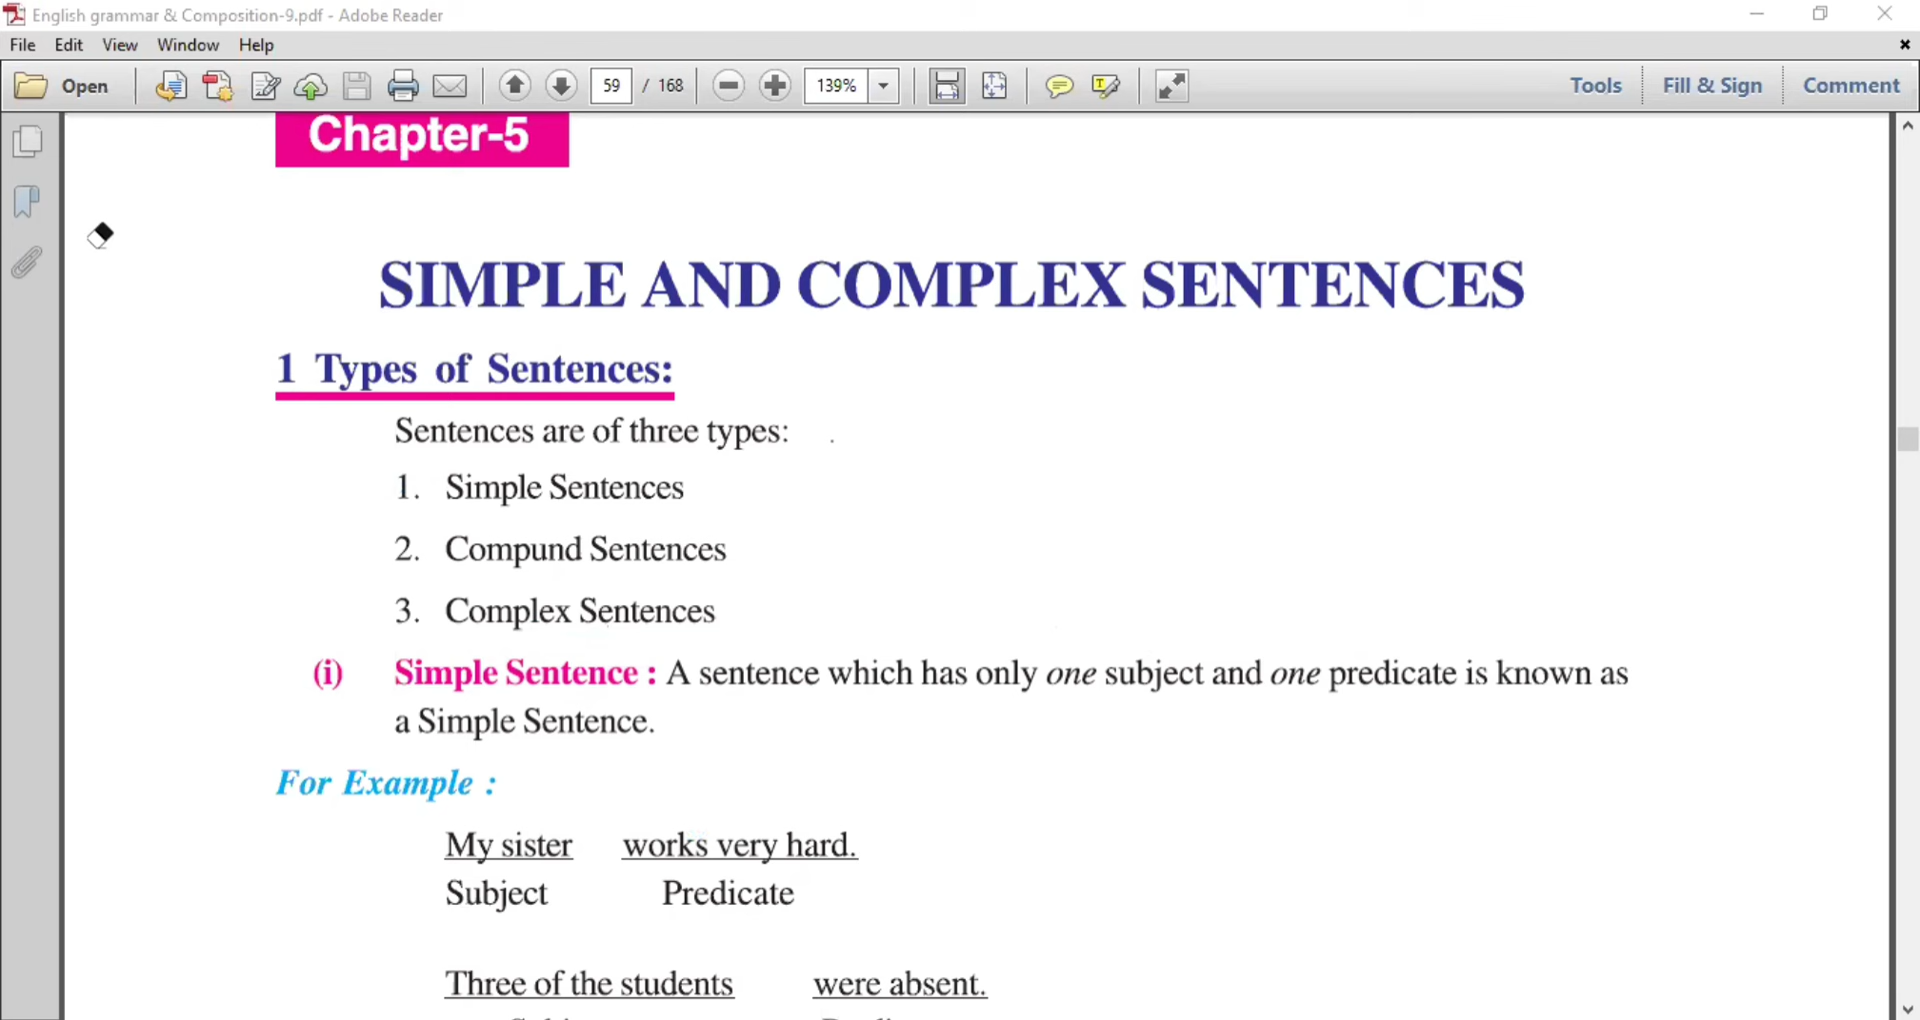 English grammar & Composition-9.pdf - Adobe Reader
File Edit View Window Help
Open 59 / 168 139% Tools Fill & Sign Comment
Chapter-5
SIMPLE AND COMPLEX SENTENCES
1 Types of Sentences:
Sentences are of three types:
1. Simple Sentences
2. Compund Sentences
3. Complex Sentences
(i) Simple Sentence : A sentence which has only one subject and one predicate is known as
a Simple Sentence.
For Example :
My sister works very hard.
Subject Predicate
Three of the students were absent.